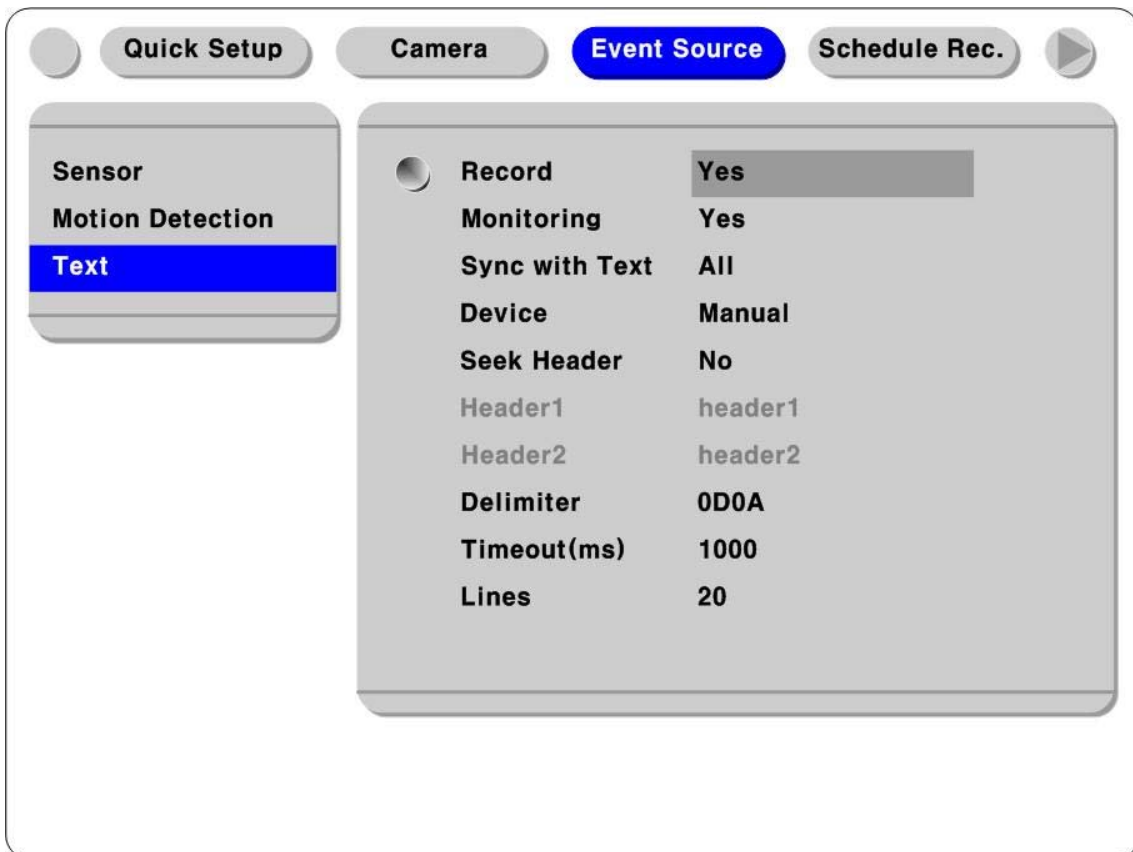 Quick Setup Camera Event Source Schedule Rec.
Sensor
Motion Detection
Text
Record Yes
Monitoring Yes
Sync with Text All
Device Manual
Seek Header No
Header1 header1
Header2 header2
Delimiter 0D0A
Timeout(ms) 1000
Lines 20